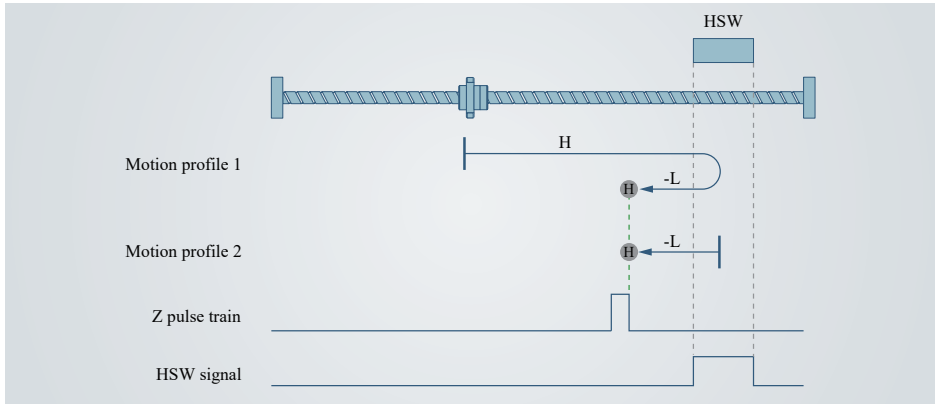 HSW
H
Motion profile 1
-L
H
-L
Motion profile 2
H
Z pulse train
HSW signal